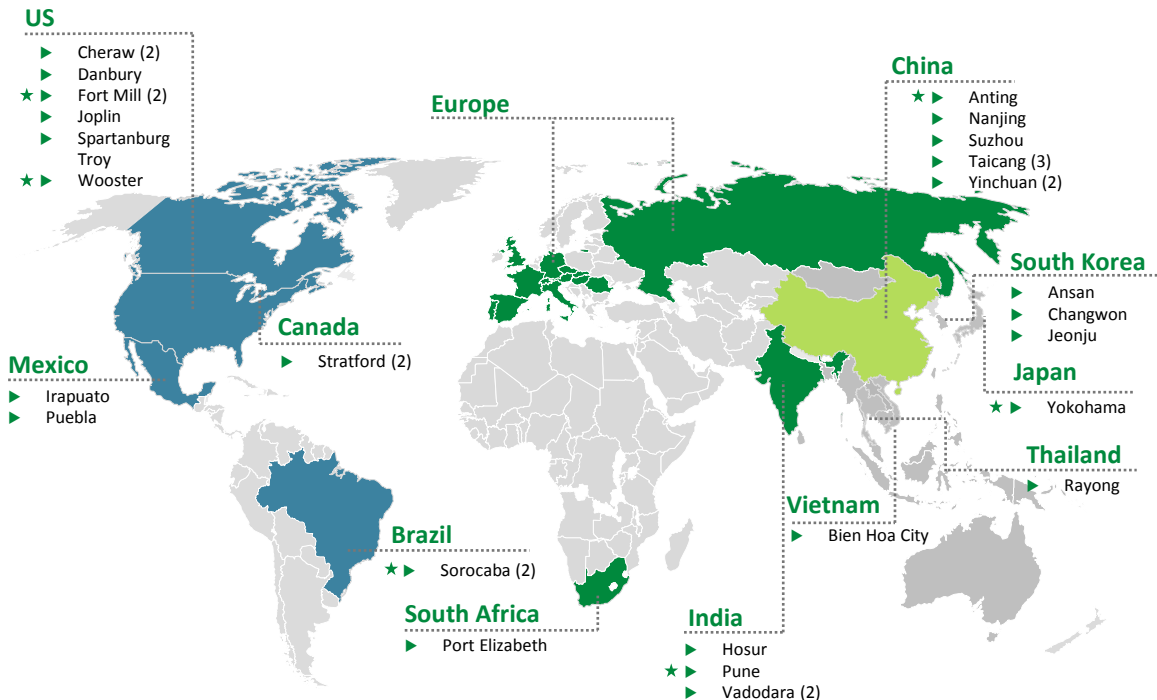 US
Cheraw (2)
Danbury
Fort Mill (2)
Joplin
Spartanburg
Troy
Wooster
Europe
China
Anting
Nanjing
Suzhou
Taicang (3)
Yinchuan (2)
South Korea
Ansan
Changwon
Jeonju
Canada
Stratford (2)
Mexico
Irapuato
Puebla
Japan
Yokohama
Thailand
Rayong
Vietnam
Bien Hoa City
Brazil
Sorocaba (2)
South Africa
Port Elizabeth
India
Hosur
Pune
Vadodara (2)